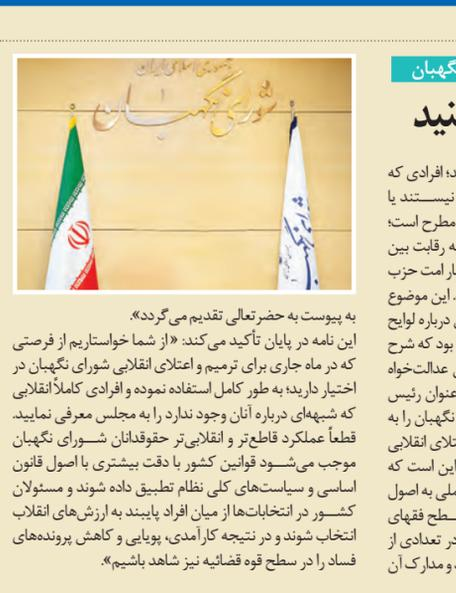 گهبان
نید
د؛ افرادی که
نیستند یا
مطرح است؛
ه رقابت بین
ار امت حزب
. این موضوع
ی درباره لوایح
بود که شرح
ی عدالت‌خواه
عنوان رئیس
نگهبان را به
تلای انقلابی
این است که
ملی به اصول
سطح فقهای
در تعدادی از
و مدارک آن
جمهوری اسلامی ایران
شورای نگهبان
به پیوست به حضرتعالی تقدیم می‌گردد».
این نامه در پایان تأکید می‌کند: «از شما خواستاریم از فرصتی
که در ماه جاری برای ترمیم و اعتلای انقلابی شورای نگهبان در
اختیار دارید؛ به طور کامل استفاده نموده و افرادی کاملاً انقلابی
که شبهه‌ای درباره آنان وجود ندارد را به مجلس معرفی نمایید.
قطعاً عملکرد قاطع‌تر و انقلابی‌تر حقوقدانان شورای نگهبان
موجب می‌شود قوانین کشور با دقت بیشتری با اصول قانون
اساسی و سیاست‌های کلی نظام تطبیق داده شوند و مسئولان
کشور در انتخابات‌ها از میان افراد پایبند به ارزش‌های انقلاب
انتخاب شوند و در نتیجه کارآمدی، پویایی و کاهش پرونده‌های
فساد را در سطح قوه قضائیه نیز شاهد باشیم».